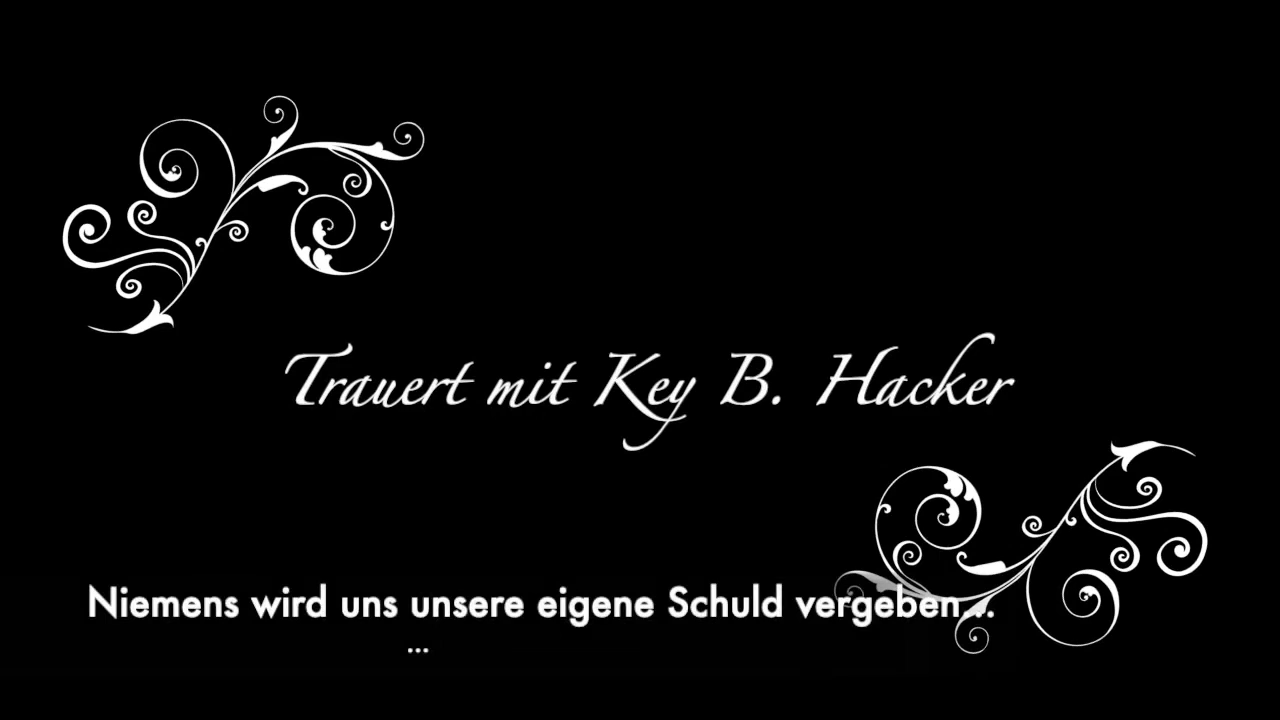 Trauert mit Key B. Hacker
Niemens wird uns unsere eigene Schuld vergeben...
...